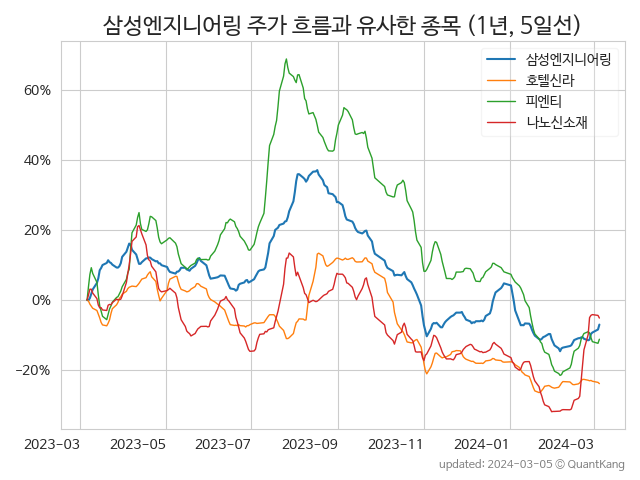 삼성엔지니어링 주가 흐름과 유사한 종목 (1년, 5일선)
삼성엔지니어링
호텔신라
피엔티
나노신소재
60%
40%
20%
0%
−20%
2023-03
2023-05
2023-07
2023-09
2023-11
2024-01
2024-03
updated: 2024-03-05 © QuantKang